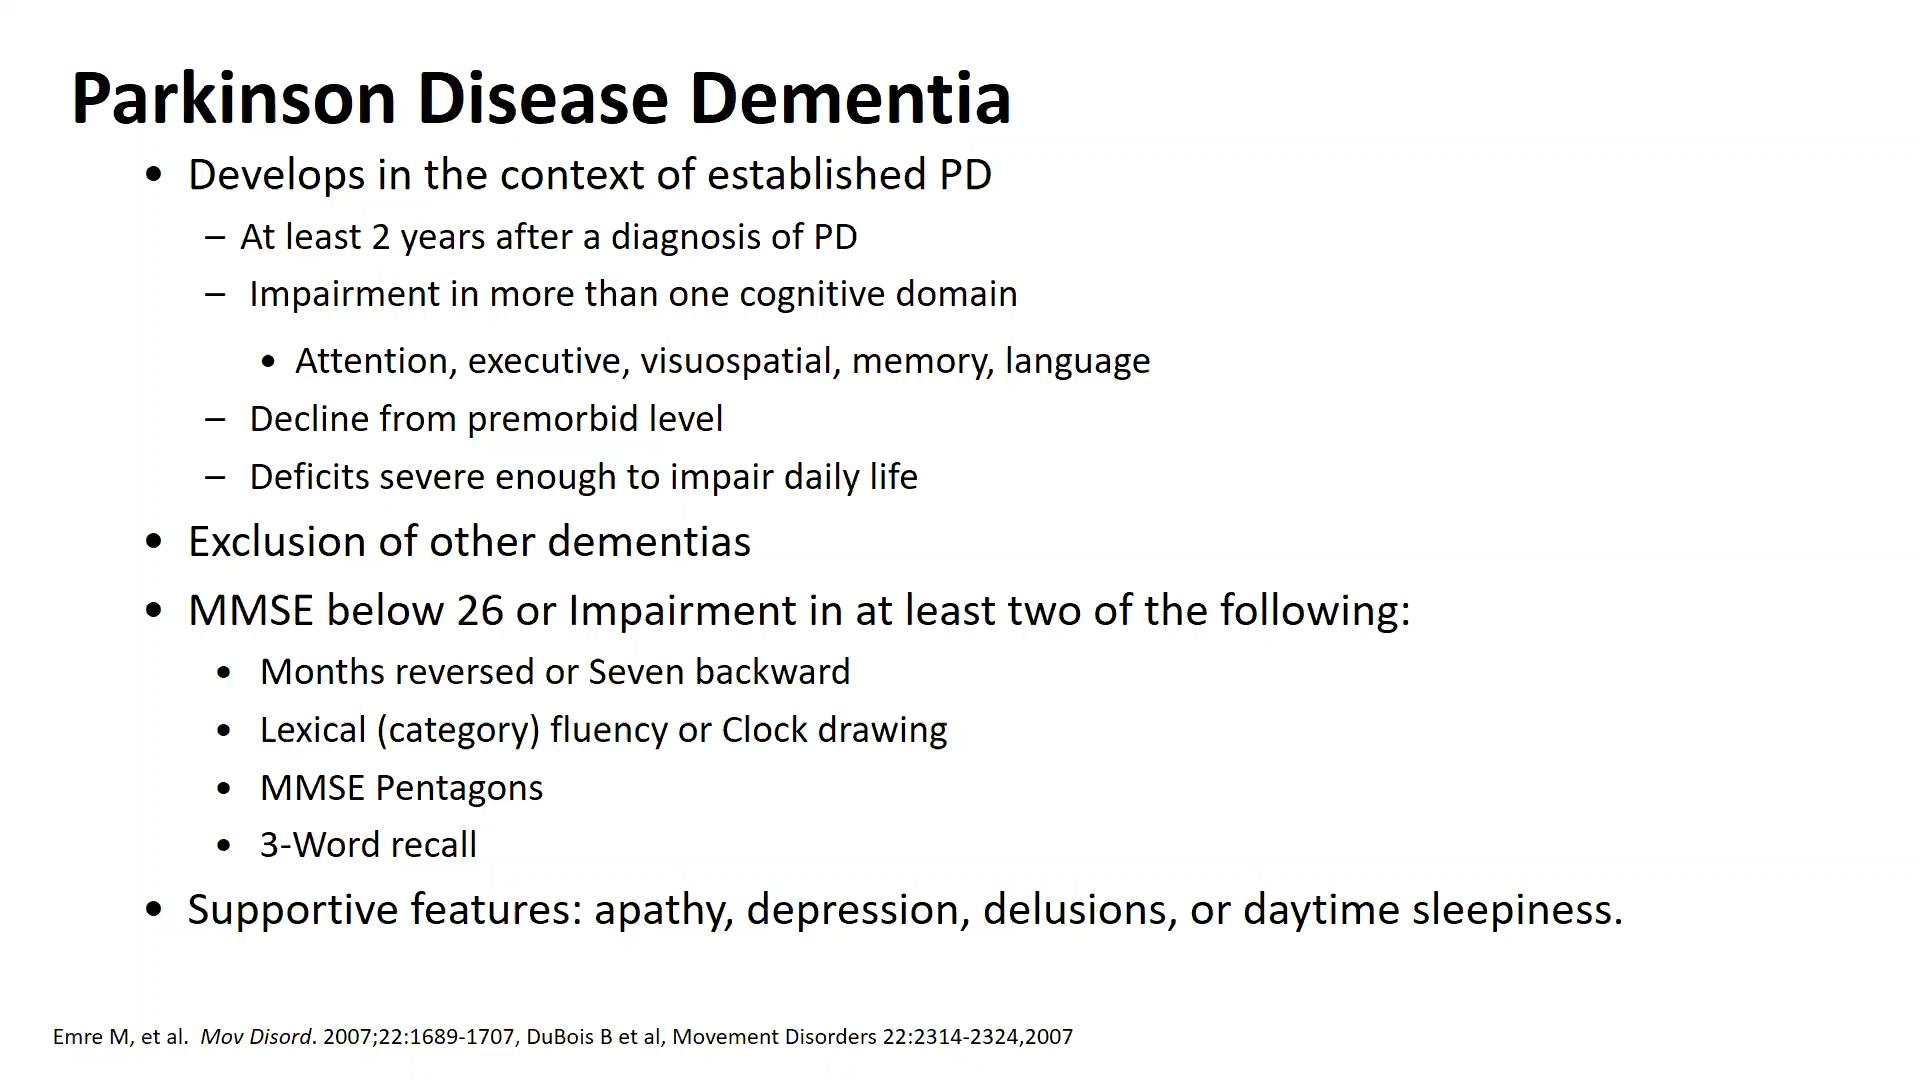 Parkinson Disease Dementia
• Develops in the context of established PD
– At least 2 years after a diagnosis of PD
– Impairment in more than one cognitive domain
• Attention, executive, visuospatial, memory, language
– Decline from premorbid level
– Deficits severe enough to impair daily life
• Exclusion of other dementias
• MMSE below 26 or Impairment in at least two of the following:
• Months reversed or Seven backward
• Lexical (category) fluency or Clock drawing
• MMSE Pentagons
• 3-Word recall
• Supportive features: apathy, depression, delusions, or daytime sleepiness.
Emre M, et al. Mov Disord. 2007;22:1689-1707, DuBois B et al, Movement Disorders 22:2314-2324,2007